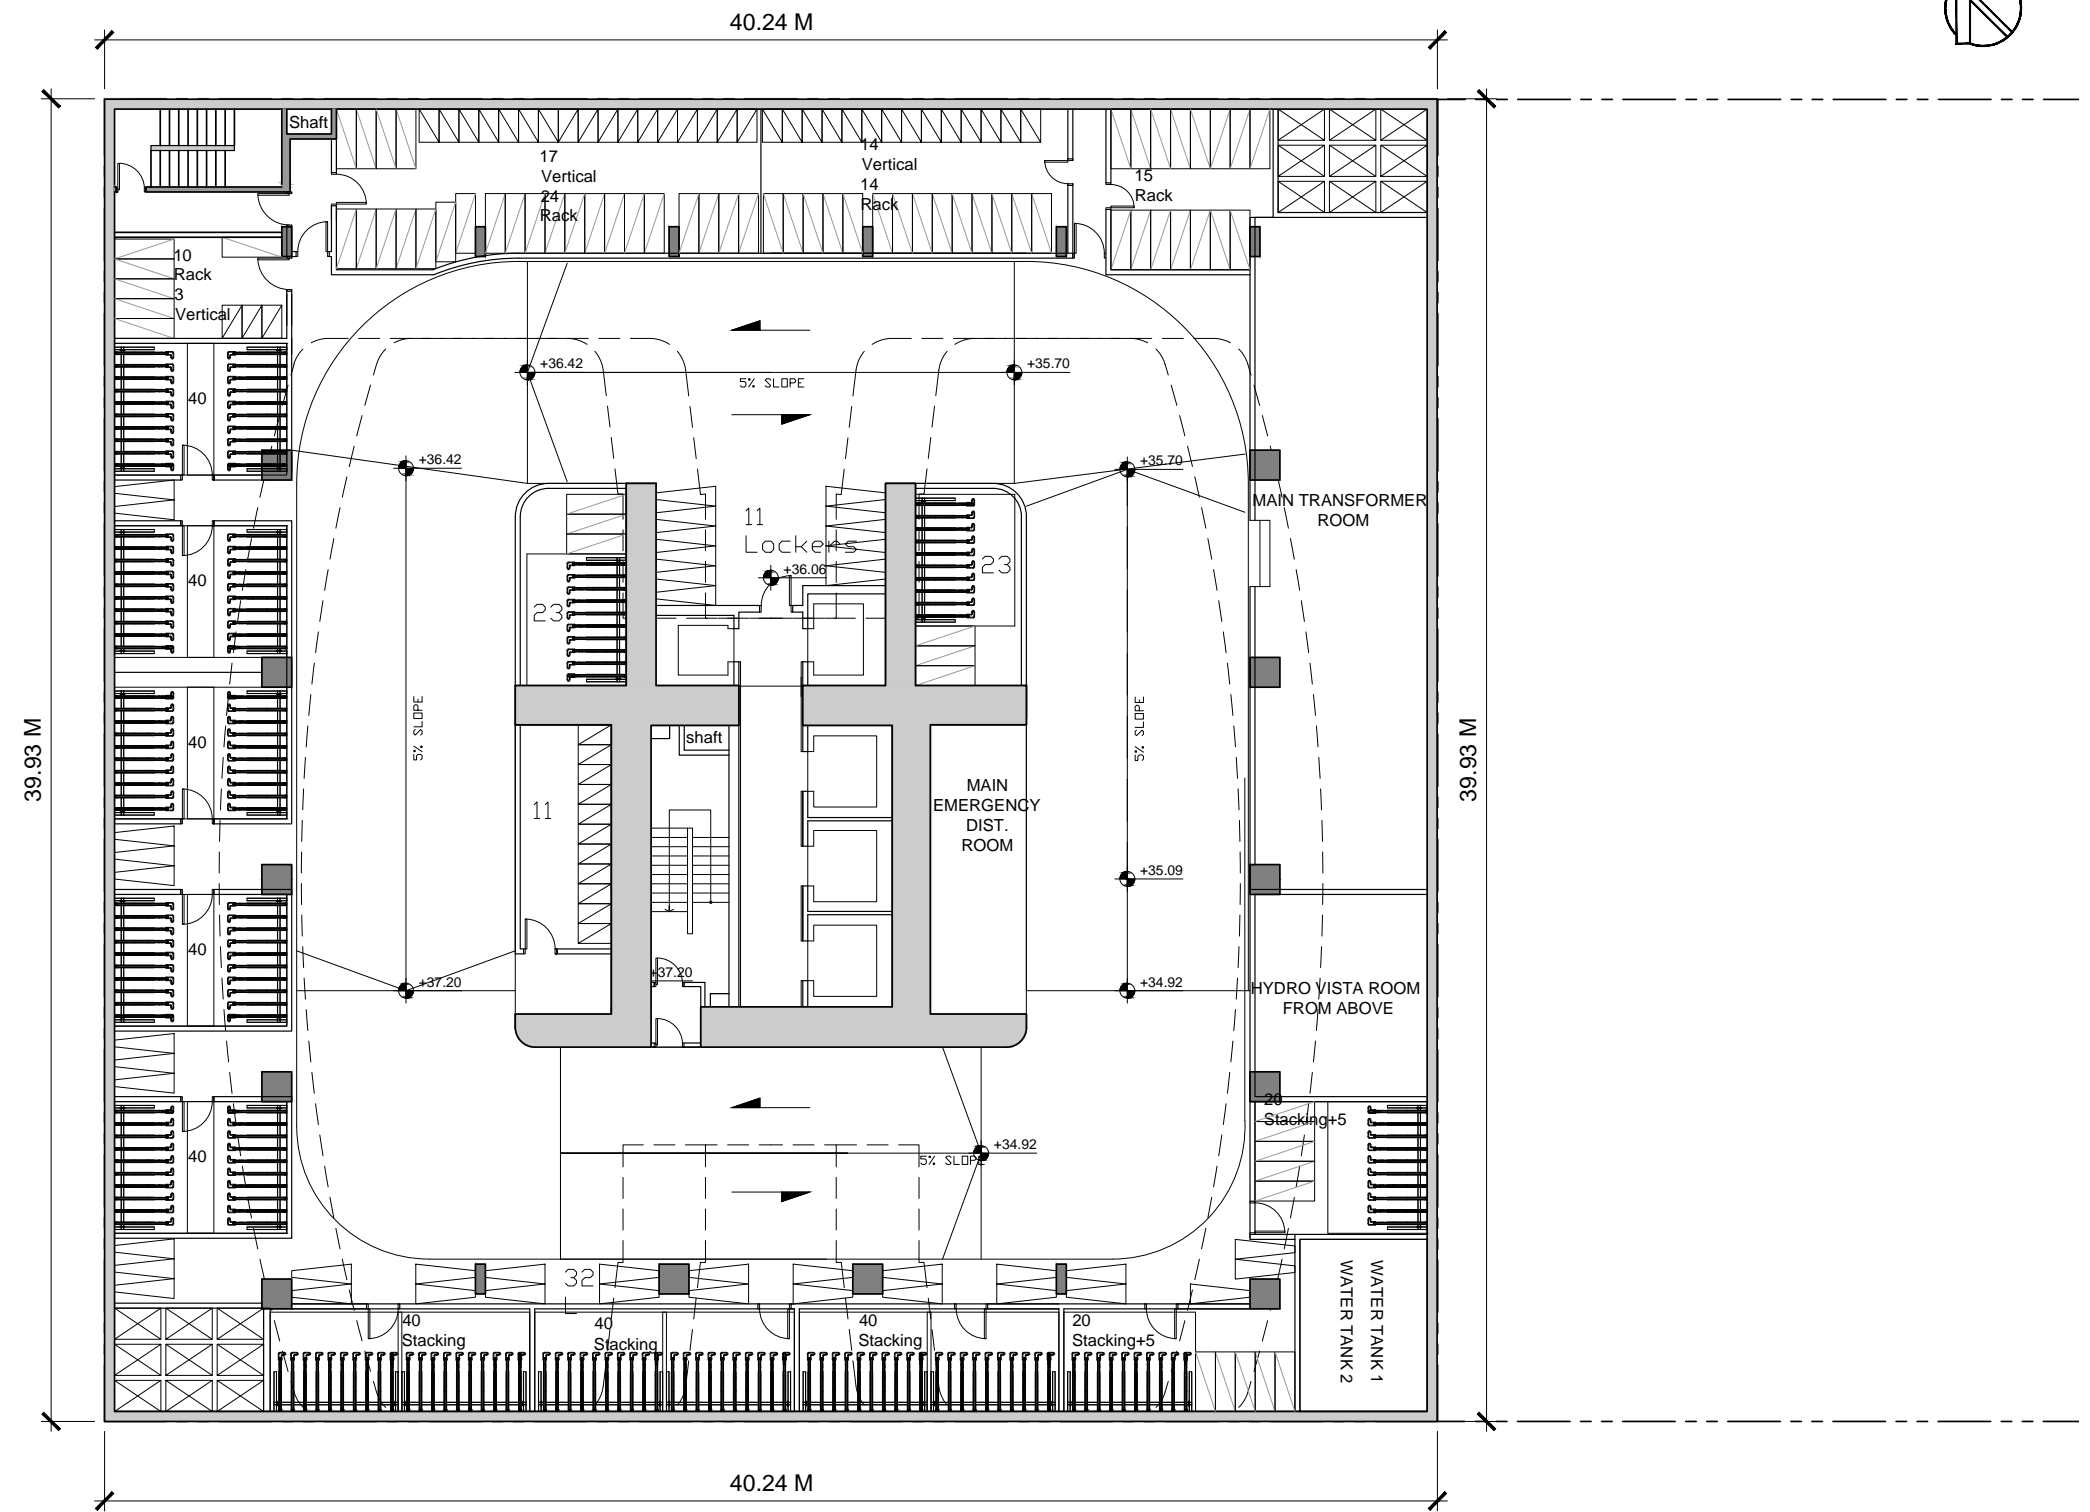 40.24 M
Shaft
17
Vertical
24
Rack
14
Vertical
14
Rack
15
Rack
10
Rack
3
Vertical
+36.42
5% SLOPE
+35.70
40
+36.42
+35.70
MAIN TRANSFORMER
ROOM
11
Lockers
+36.06
23
23
40
39.93 M
40
5% SLOPE
shaft
5% SLOPE
39.93 M
MAIN
EMERGENCY
DIST.
ROOM
11
+35.09
40
+37.20
+37.20
+34.92
HYDRO VISTA ROOM
FROM ABOVE
20
Stacking+5
+34.92
5% SLOPE
40
32
L
40
Stacking
40
Stacking
40
Stacking
20
Stacking+5
WATER TANK 1
WATER TANK 2
40.24 M